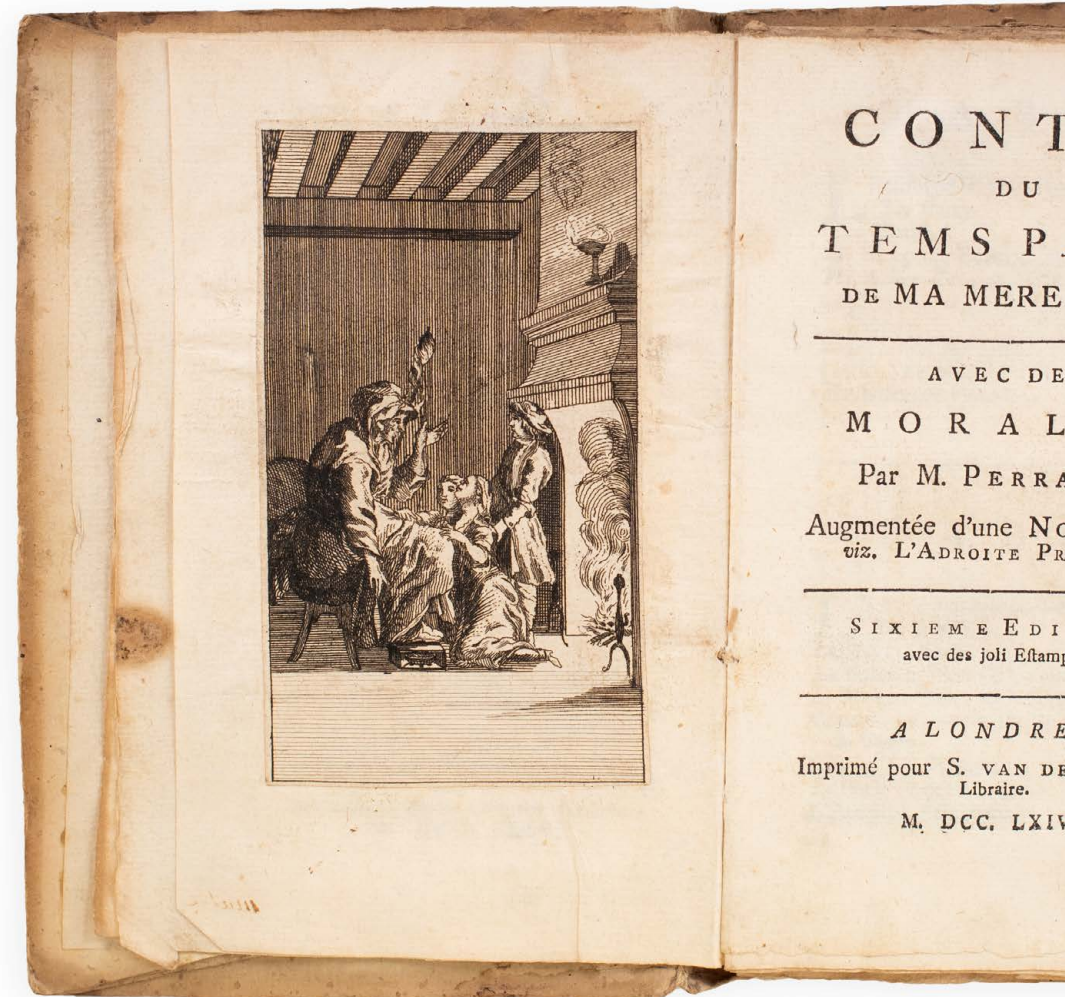 CONT
DU
TEMS P
DE MA MERE
AVEC DE
MORAL
Par M. PERRA
Augmentée d'une NO
viz. L'ADROITE PR
SIXIEME EDI
avec des joli Eſtamp
A LONDRE
Imprimé pour S. VAN DE
Libraire.
M. DCC. LXIV